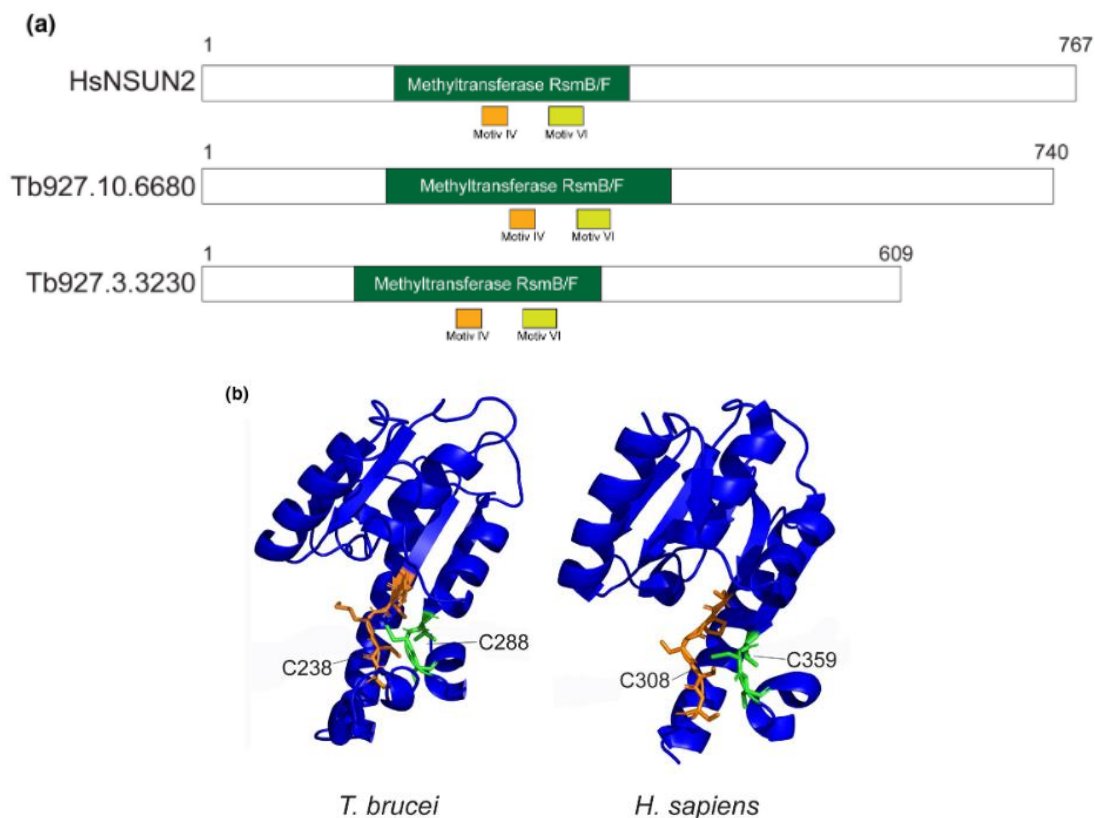 (a)
1 767
HsNSUN2 Methyltransferase RsmB/F
Motiv IV Motiv VI
1 740
Tb927.10.6680 Methyltransferase RsmB/F
Motiv IV Motiv VI
1 609
Tb927.3.3230 Methyltransferase RsmB/F
Motiv IV Motiv VI
(b)
C238 C288 C308 C359
T. brucei H. sapiens